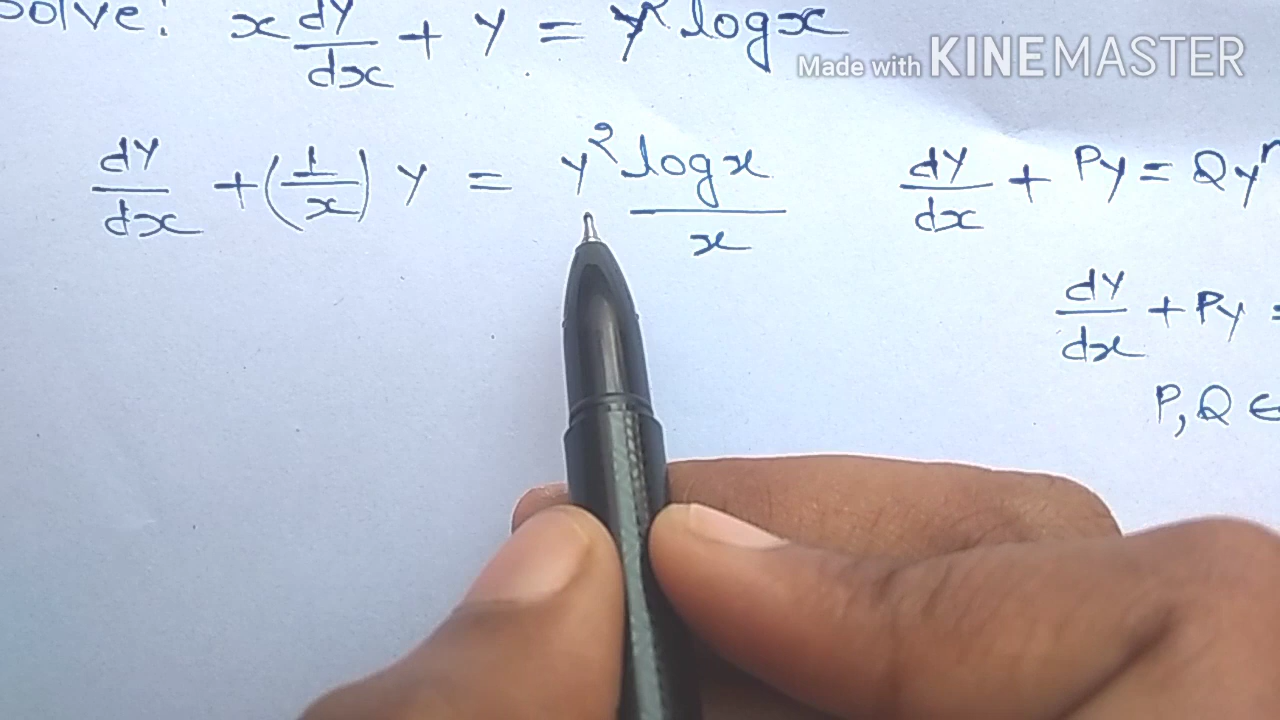 Solve: x dy/dx + y = y² log x
Made with KINEMASTER
dy/dx + (1/x) y = y² log x / x
dy/dx + Py = Qyⁿ
dy/dx + Py =
P, Q ∈